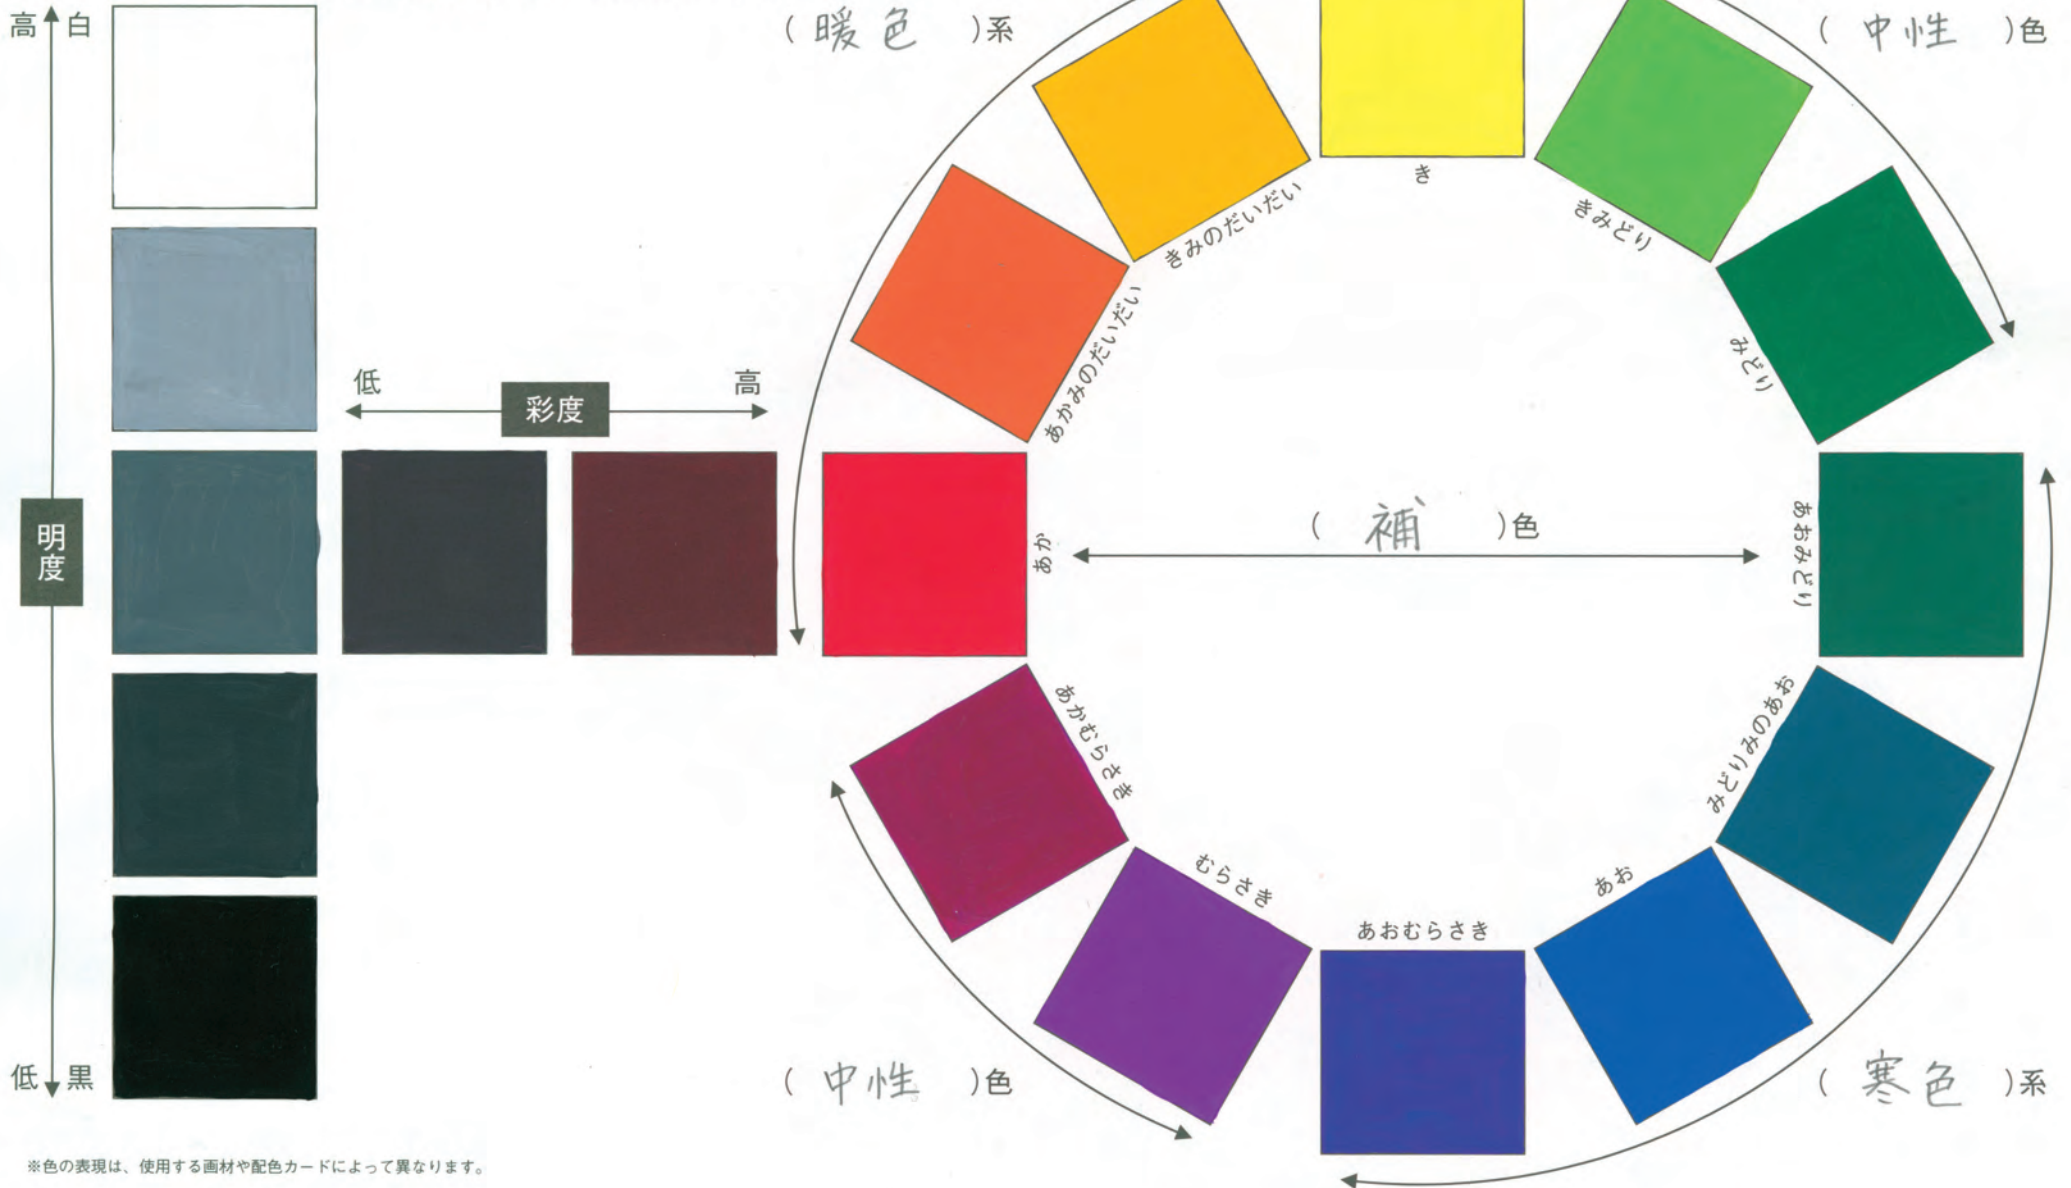 高 白
（ 暖色 ）系
（ 中性 ）色
き
きみのだいだい
きみどり
あかみのだいだい
みどり
低 彩度 高
明度
あか
（ 補 ）色
あおみどり
あかむらさき
みどりみのあお
むらさき
あお
あおむらさき
低 黒
（ 中性 ）色
（ 寒色 ）系
※色の表現は、使用する画材や配色カードによって異なります。